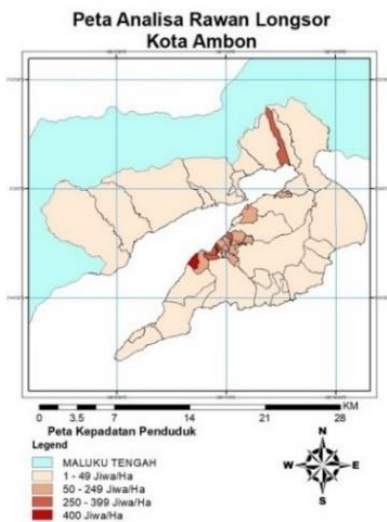 Peta Analisa Rawan Longsor
Kota Ambon
KM
0 3.5 7 14 21 28
Peta Kepadatan Penduduk
Legend
MALUKU TENGAH
1 - 49 Jiwa/Ha
50 - 249 Jiwa/Ha
250 - 399 Jiwa/Ha
400 Jiwa/Ha
N
W E
S